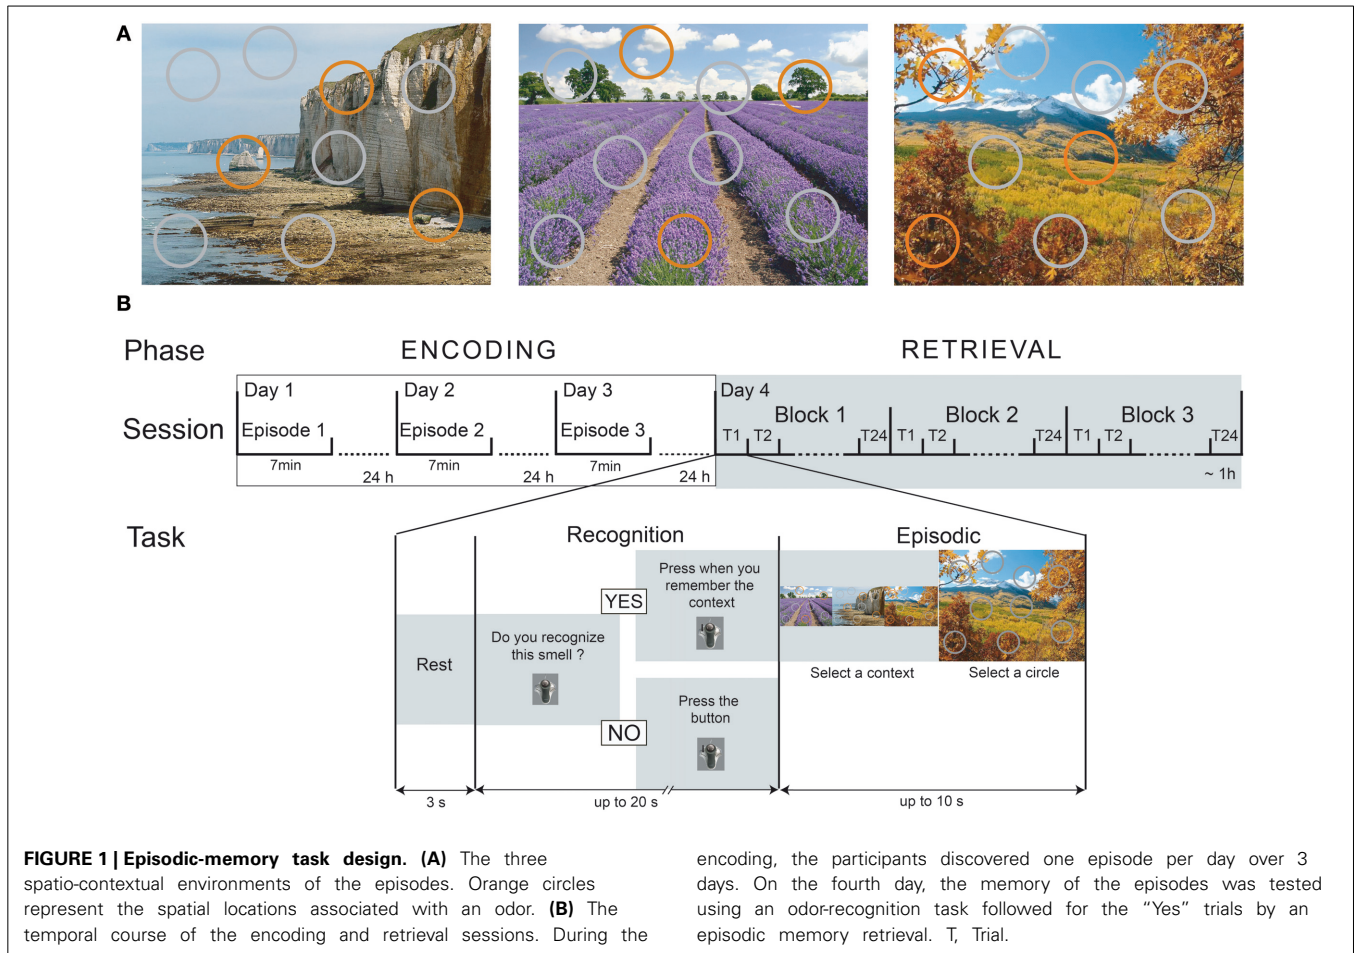 A
B
Phase
ENCODING
RETRIEVAL
Session
Day 1
Day 2
Day 3
Day 4
Episode 1
Episode 2
Episode 3
Block 1
Block 2
Block 3
T1
T2
T24
T1
T2
T24
T1
T2
T24
7min
7min
7min
24 h
24 h
24 h
~ 1h
Task
Recognition
Episodic
Rest
Do you recognize
this smell ?
YES
Press when you
remember the
context
NO
Press the
button
Select a context
Select a circle
3 s
up to 20 s
up to 10 s
FIGURE 1 | Episodic-memory task design. (A) The three
spatio-contextual environments of the episodes. Orange circles
represent the spatial locations associated with an odor. (B) The
temporal course of the encoding and retrieval sessions. During the
encoding, the participants discovered one episode per day over 3
days. On the fourth day, the memory of the episodes was tested
using an odor-recognition task followed for the “Yes” trials by an
episodic memory retrieval. T, Trial.